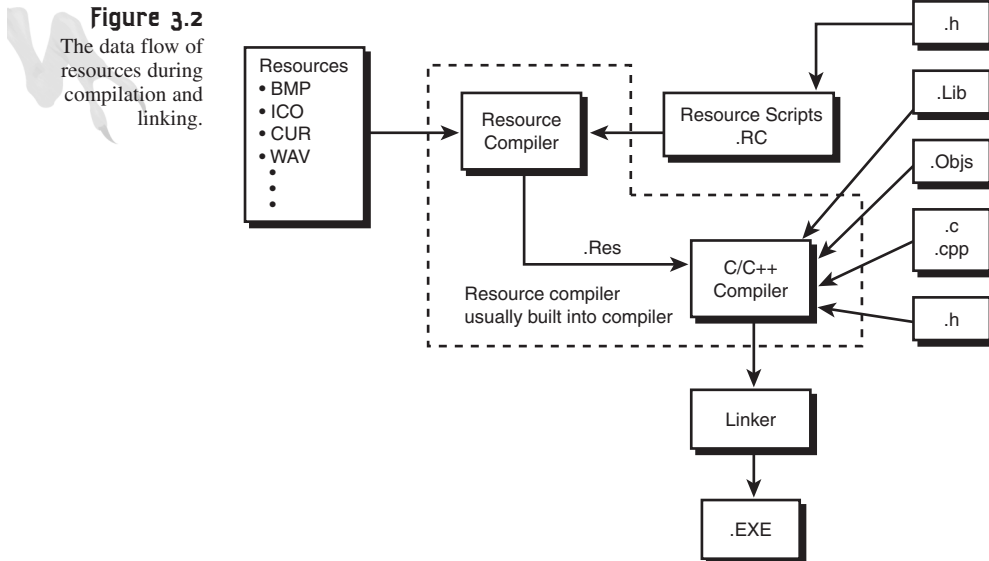 Figure 3.2
The data flow of
resources during
compilation and
linking.
Resources
• BMP
• ICO
• CUR
• WAV
•
•
•
Resource
Compiler
Resource Scripts
.RC
.h
.Lib
.Objs
.c
.cpp
.h
.Res
C/C++
Compiler
Resource compiler
usually built into compiler
Linker
.EXE